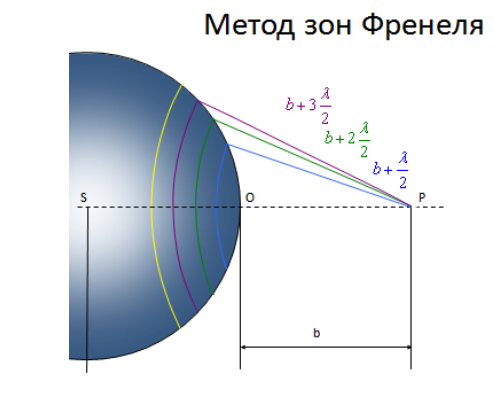 Метод зон Френеля
b+3 λ/2
b+2 λ/2
b+ λ/2
S
O
P
b